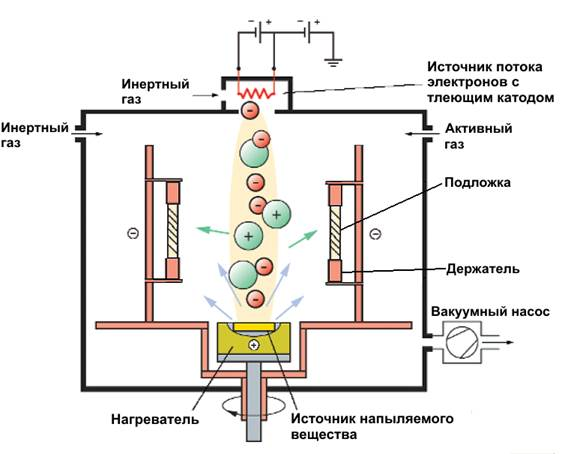 Источник потока
электронов с
тлеющим катодом
Инертный
газ
Инертный
газ
Активный
газ
Подложка
Держатель
Вакуумный насос
Нагреватель
Источник напыляемого
вещества